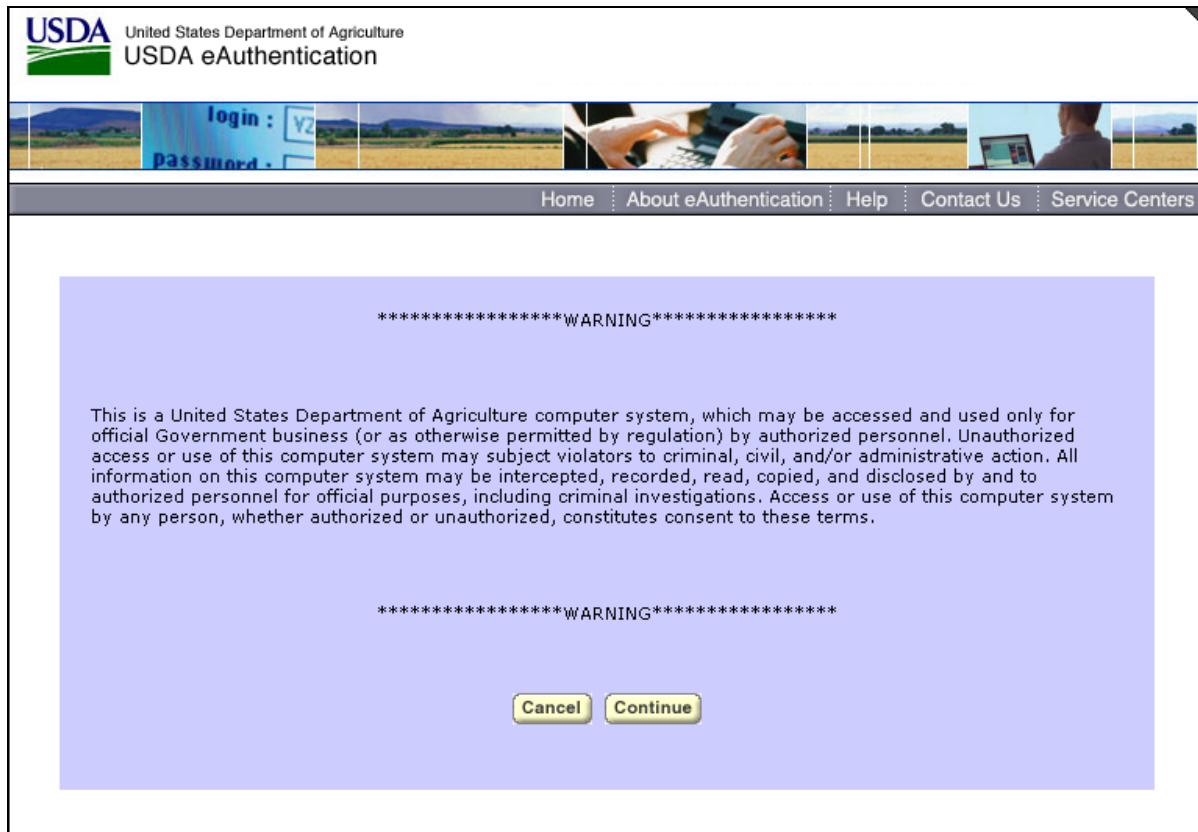 USDA
United States Department of Agriculture
USDA eAuthentication
login : VZ
password :
Home About eAuthentication Help Contact Us Service Centers
*****************WARNING*****************
This is a United States Department of Agriculture computer system, which may be accessed and used only for
official Government business (or as otherwise permitted by regulation) by authorized personnel. Unauthorized
access or use of this computer system may subject violators to criminal, civil, and/or administrative action. All
information on this computer system may be intercepted, recorded, read, copied, and disclosed by and to
authorized personnel for official purposes, including criminal investigations. Access or use of this computer system
by any person, whether authorized or unauthorized, constitutes consent to these terms.
*****************WARNING*****************
Cancel Continue